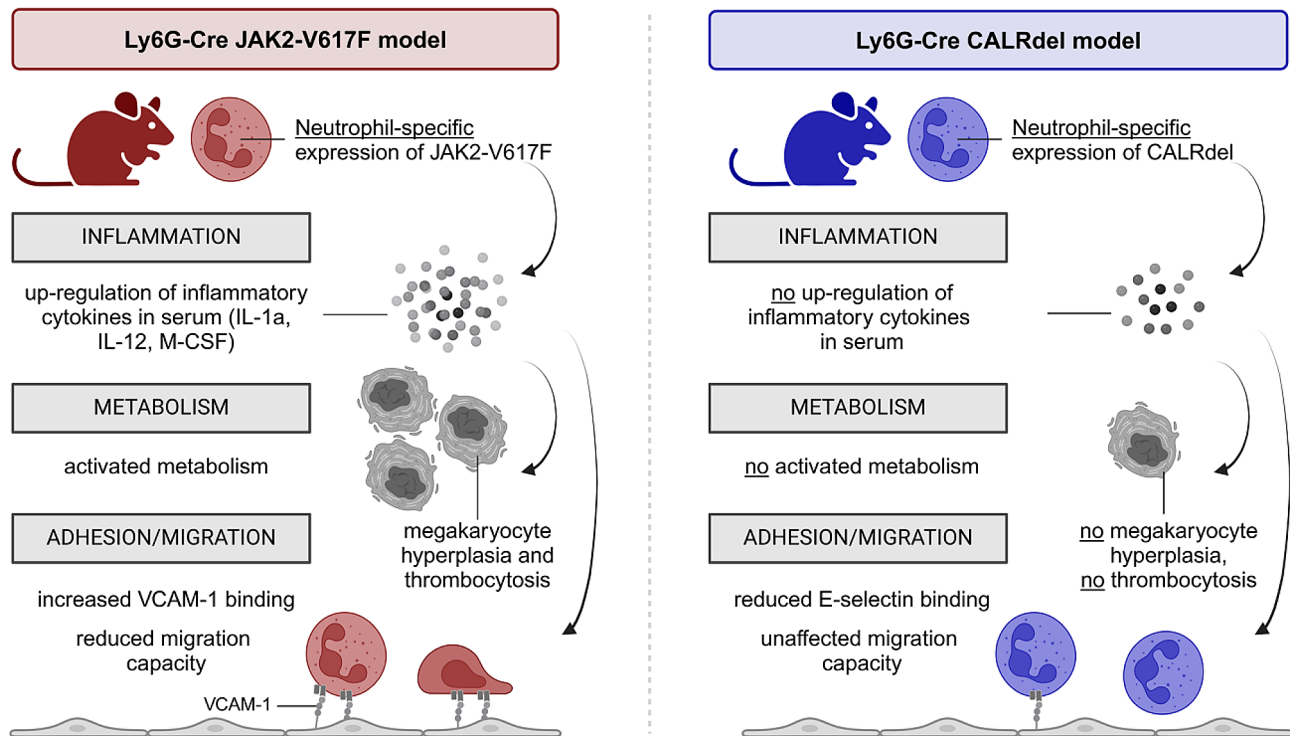 Ly6G-Cre JAK2-V617F model
Neutrophil-specific
expression of JAK2-V617F
INFLAMMATION
up-regulation of inflammatory
cytokines in serum (IL-1a,
IL-12, M-CSF)
METABOLISM
activated metabolism
megakaryocyte
hyperplasia and
thrombocytosis
ADHESION/MIGRATION
increased VCAM-1 binding
reduced migration
capacity
VCAM-1
Ly6G-Cre CALRdel model
Neutrophil-specific
expression of CALRdel
INFLAMMATION
no up-regulation of
inflammatory cytokines
in serum
METABOLISM
no activated metabolism
no megakaryocyte
hyperplasia,
no thrombocytosis
ADHESION/MIGRATION
reduced E-selectin binding
unaffected migration
capacity